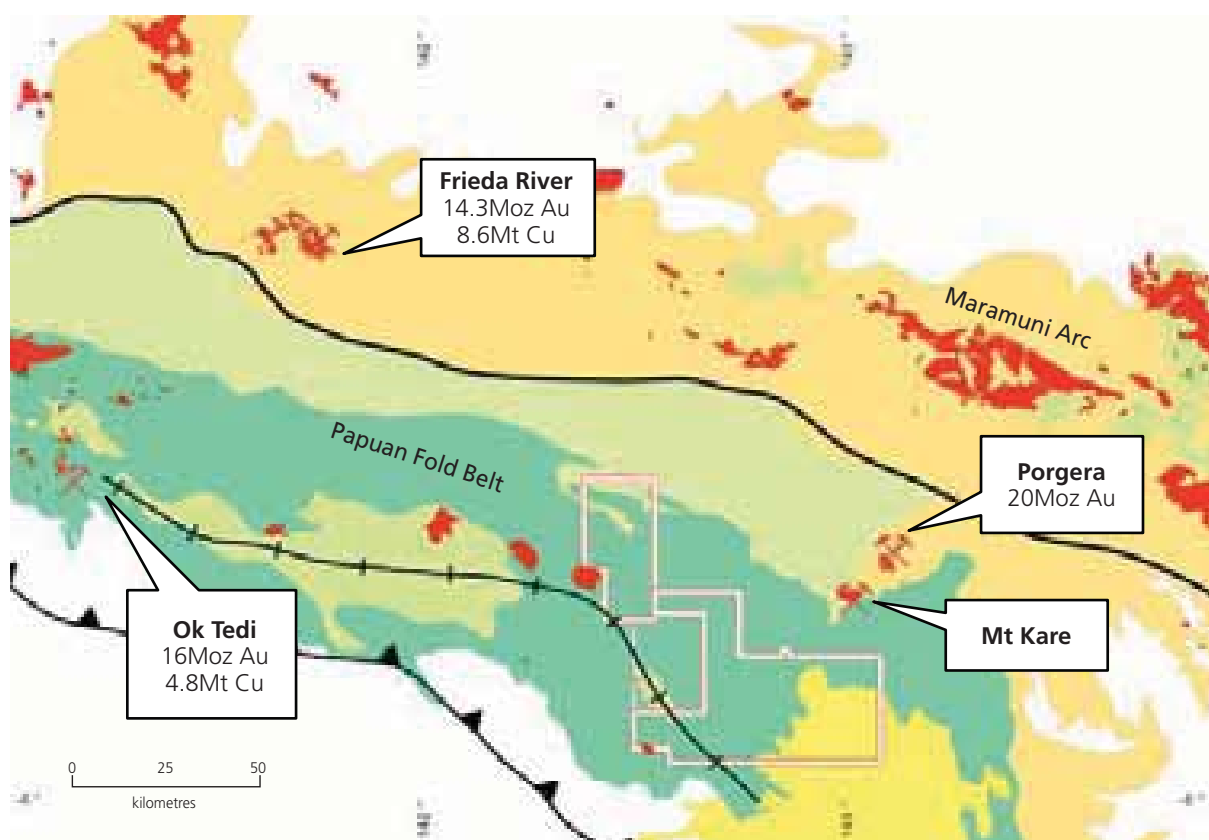 Frieda River
14.3Moz Au
8.6Mt Cu
Maramuni Arc
Papuan Fold Belt
Porgera
20Moz Au
Ok Tedi
16Moz Au
4.8Mt Cu
Mt Kare
0 25 50
kilometres